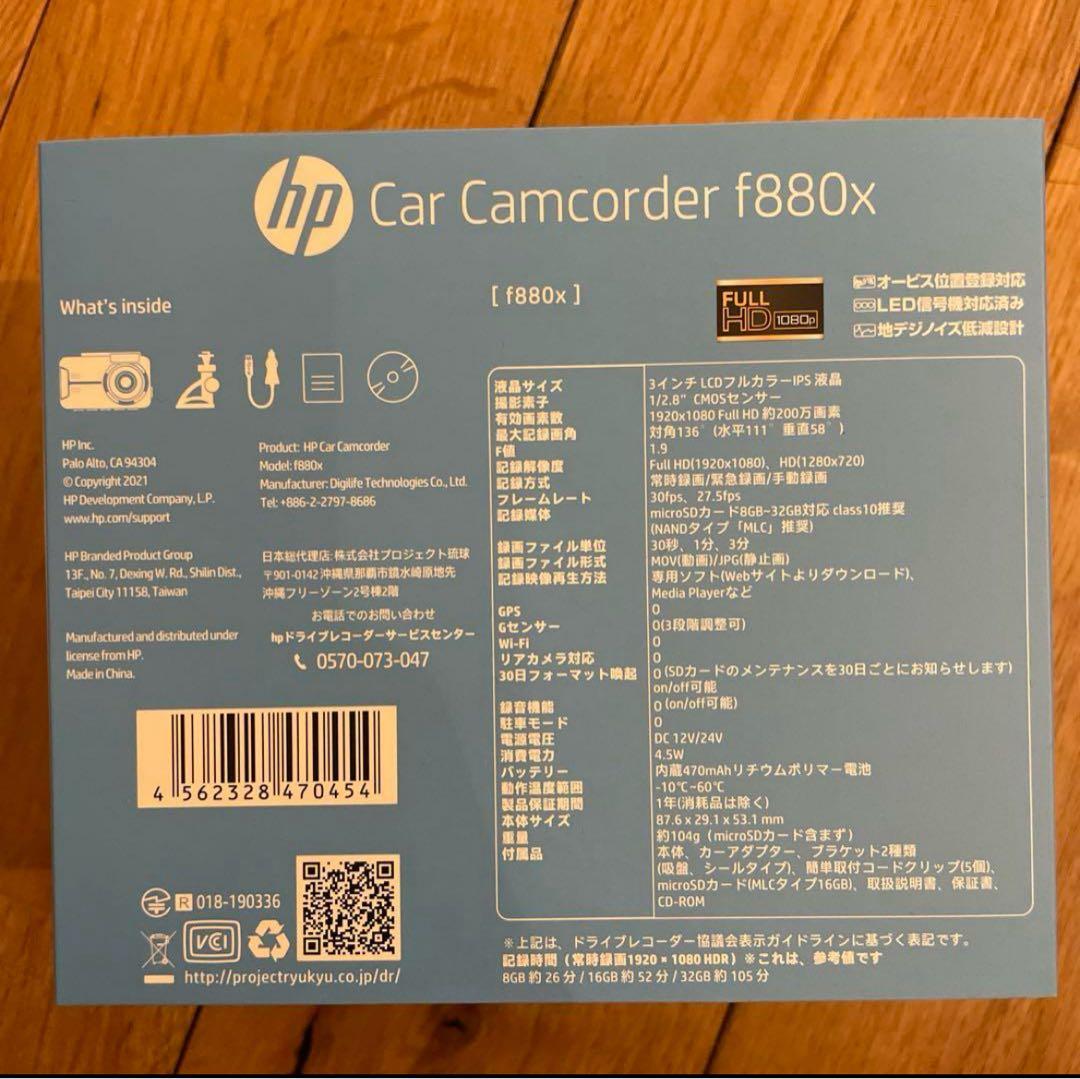 hp Car Camcorder f880x
What's inside
[ f880x ]
FULL
HD 1080p
オービス位置登録対応
LED信号機対応済み
地デジノイズ低減設計
HP Inc.
Palo Alto, CA 94304
© Copyright 2021
HP Development Company, L.P.
www.hp.com/support
Product: HP Car Camcorder
Model: f880x
Manufacturer: Digilife Technologies Co., Ltd.
Tel: +886-2-2797-8686
HP Branded Product Group
13F., No. 7, Dexing W. Rd., Shilin Dist.,
Taipei City 11158, Taiwan
日本総代理店: 株式会社プロジェクト琉球
〒901-0142 沖縄県那覇市鏡水崎原地先
沖縄フリーゾーン2号棟2階
お電話でのお問い合わせ
hpドライブレコーダーサービスセンター
0570-073-047
Manufactured and distributed under
license from HP.
Made in China.
4 562328 470454
R 018-190336
VCCI
http://projectryukyu.co.jp/dr/
液晶サイズ 3インチ LCDフルカラーIPS 液晶
撮影素子 1/2.8" CMOSセンサー
有効画素数 1920x1080 Full HD 約200万画素
最大記録画角 対角136°(水平111° 垂直58°)
F値 1.9
記録解像度 Full HD(1920x1080)、HD(1280x720)
記録方式 常時録画/緊急録画/手動録画
フレームレート 30fps、27.5fps
記録媒体 microSDカード8GB~32GB対応 class10推奨
(NANDタイプ「MLC」推奨)
録画ファイル単位 30秒、1分、3分
録画ファイル形式 MOV(動画)/JPG(静止画)
記録映像再生方法 専用ソフト(Webサイトよりダウンロード)、
Media Playerなど
GPS 0
Gセンサー 0(3段階調整可)
Wi-Fi 0
リアカメラ対応 0
30日フォーマット喚起 0 (SDカードのメンテナンスを30日ごとにお知らせします)
on/off可能
録音機能 0 (on/off可能)
駐車モード 0
電源電圧 DC 12V/24V
消費電力 4.5W
バッテリー 内蔵470mAhリチウムポリマー電池
動作温度範囲 -10℃~60℃
製品保証期間 1年(消耗品は除く)
本体サイズ 87.6 x 29.1 x 53.1 mm
重量 約104g（microSDカード含まず）
付属品 本体、カーアダプター、ブラケット2種類
(吸盤、シールタイプ)、簡単取付コードクリップ(5個)、
microSDカード(MLCタイプ16GB)、取扱説明書、保証書、
CD-ROM
※上記は、ドライブレコーダー協議会表示ガイドラインに基づく表記です。
記録時間（常時録画1920 × 1080 HDR）※これは、参考値です
8GB 約 26 分 / 16GB 約 52 分 / 32GB 約 105 分